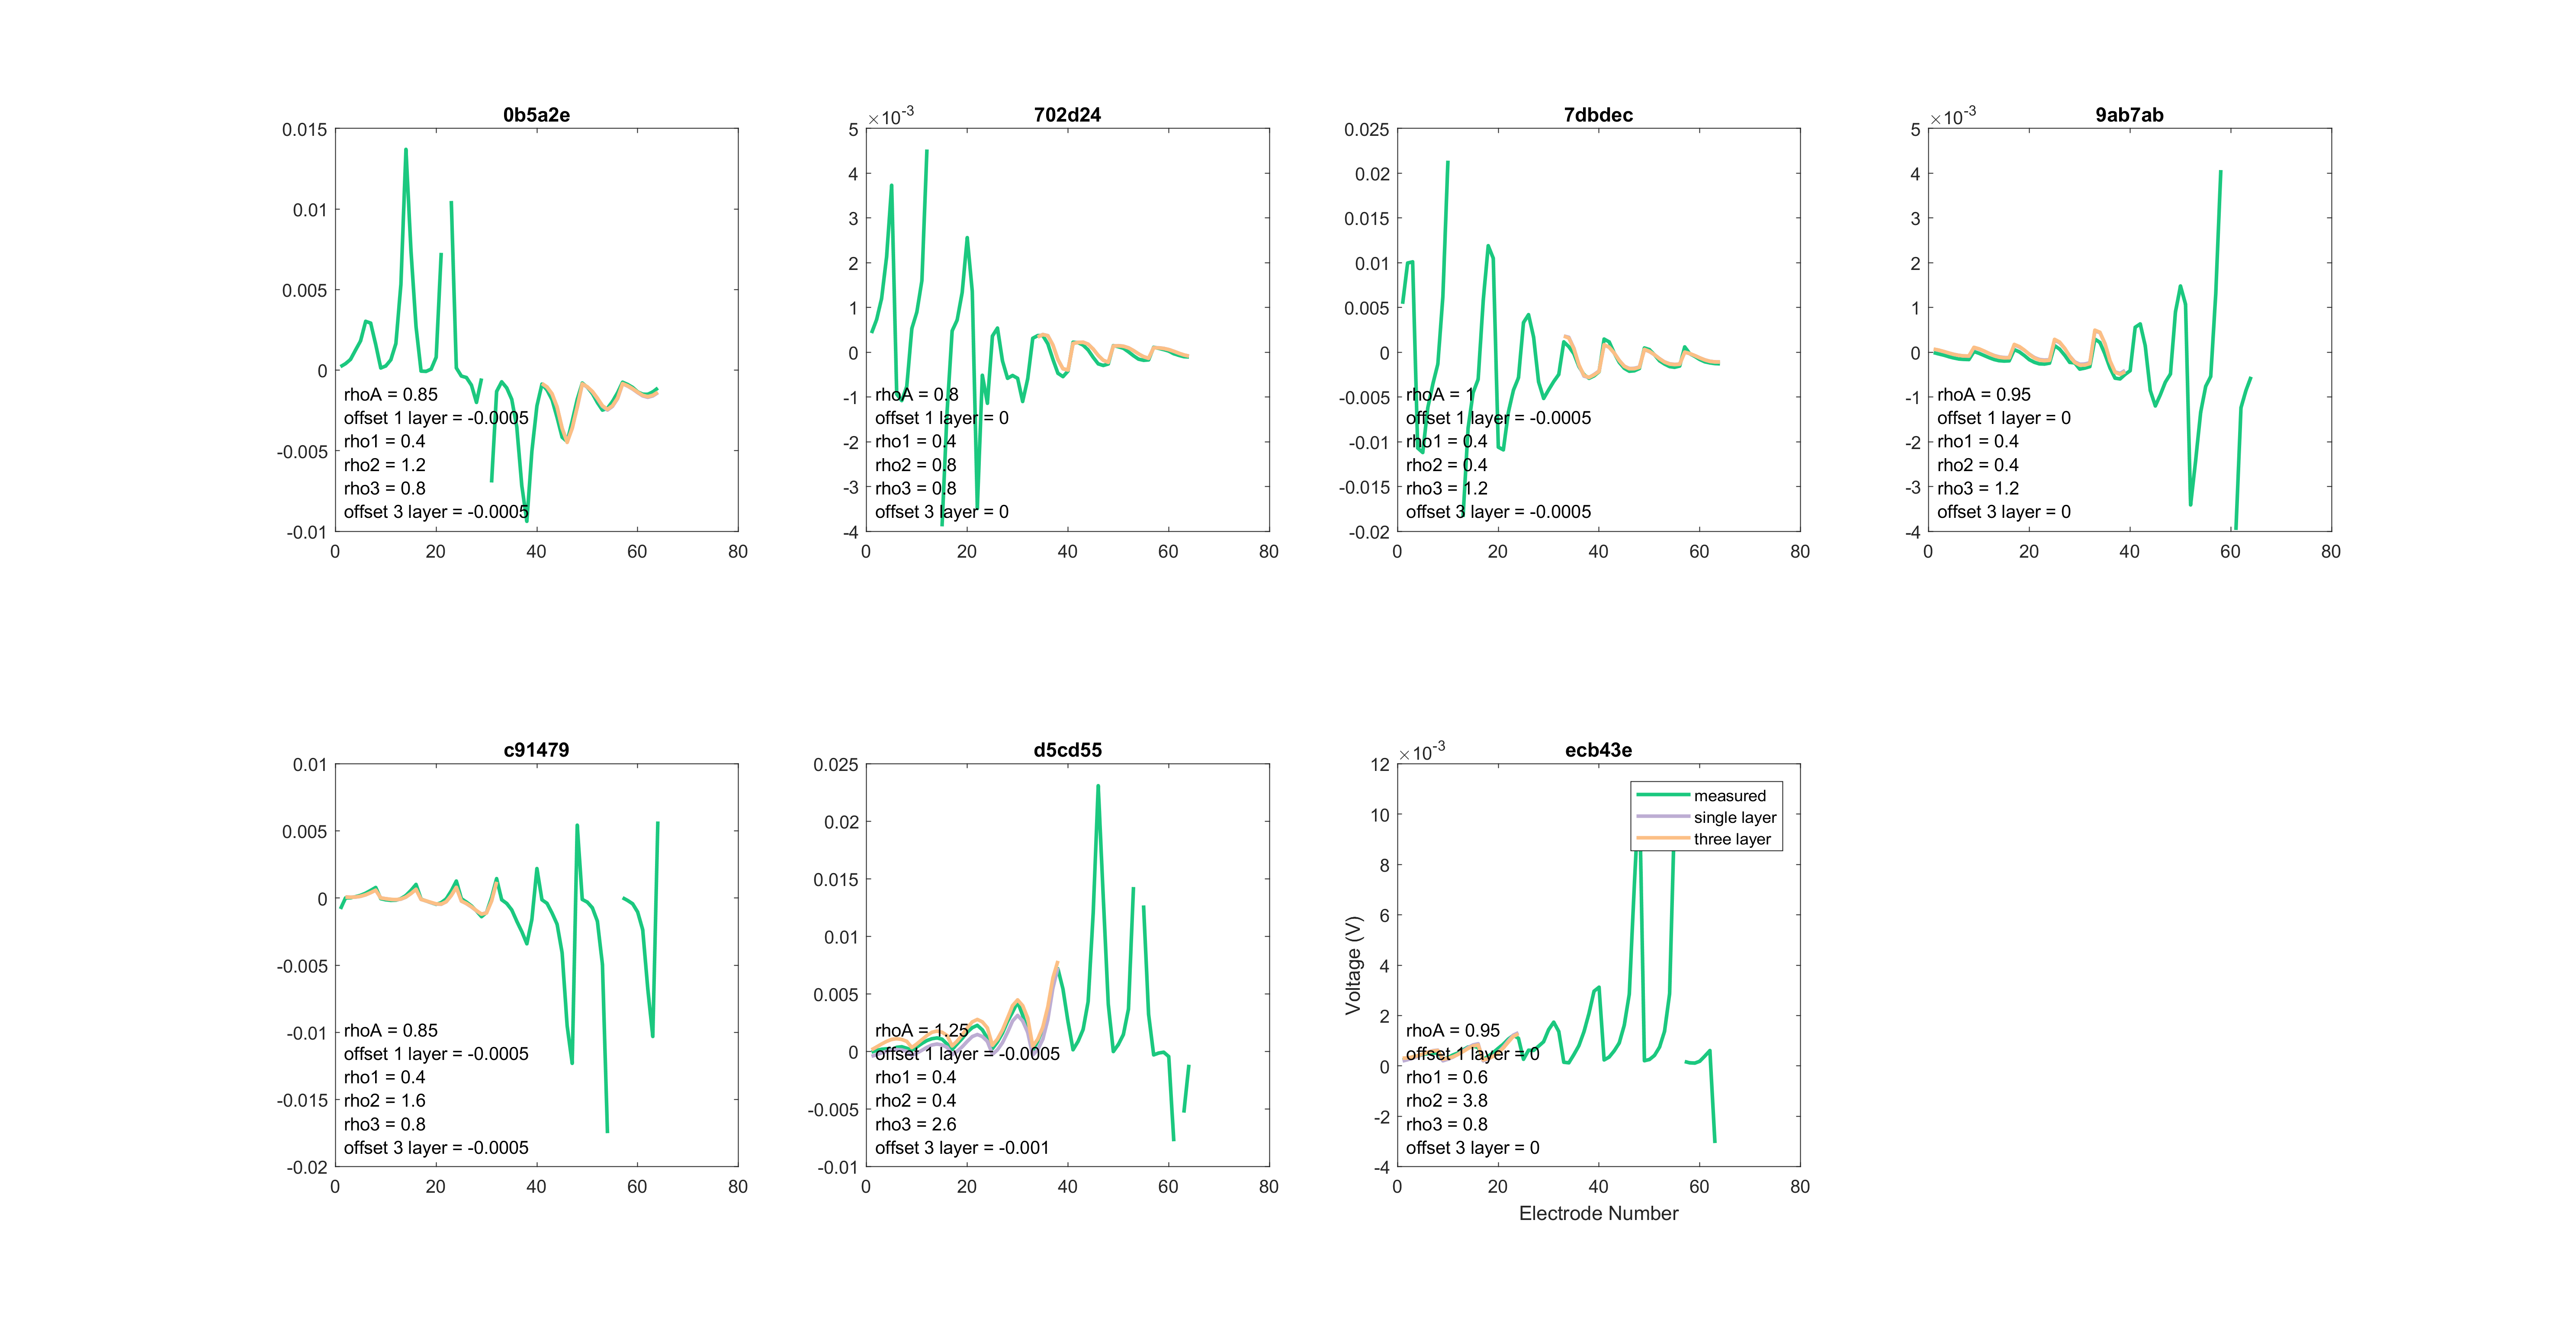 0b5a2e
0.015
0.01
0.005
0
-0.005
-0.01
rhoA = 0.85
offset 1 layer = -0.0005
rho1 = 0.4
rho2 = 1.2
rho3 = 0.8
offset 3 layer = -0.0005
0 20 40 60 80
702d24
×10-3
5
4
3
2
1
0
-1
-2
-3
-4
rhoA = 0.8
offset 1 layer = 0
rho1 = 0.4
rho2 = 0.8
rho3 = 0.8
offset 3 layer = 0
0 20 40 60 80
7dbdec
0.025
0.02
0.015
0.01
0.005
0
-0.005
-0.01
-0.015
-0.02
rhoA = 1
offset 1 layer = -0.0005
rho1 = 0.4
rho2 = 0.4
rho3 = 1.2
offset 3 layer = -0.0005
0 20 40 60 80
9ab7ab
×10-3
5
4
3
2
1
0
-1
-2
-3
-4
rhoA = 0.95
offset 1 layer = 0
rho1 = 0.4
rho2 = 0.4
rho3 = 1.2
offset 3 layer = 0
0 20 40 60 80
c91479
0.01
0.005
0
-0.005
-0.01
-0.015
-0.02
rhoA = 0.85
offset 1 layer = -0.0005
rho1 = 0.4
rho2 = 1.6
rho3 = 0.8
offset 3 layer = -0.0005
0 20 40 60 80
d5cd55
0.025
0.02
0.015
0.01
0.005
0
-0.005
-0.01
rhoA = 1.25
offset 1 layer = -0.0005
rho1 = 0.4
rho2 = 0.4
rho3 = 2.6
offset 3 layer = -0.001
0 20 40 60 80
ecb43e
×10-3
12
10
8
6
4
2
0
-2
-4
Voltage (V)
measured
single layer
three layer
rhoA = 0.95
offset 1 layer = 0
rho1 = 0.6
rho2 = 3.8
rho3 = 0.8
offset 3 layer = 0
0 20 40 60 80
Electrode Number